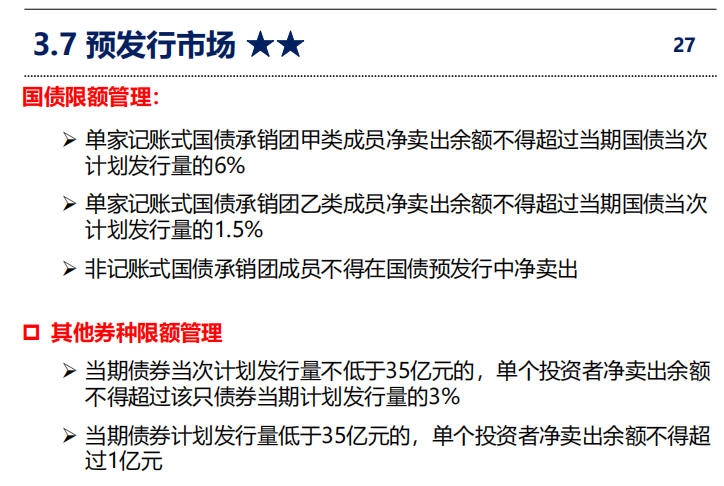 3.7 预发行市场 ★★ 27
国债限额管理：
➢ 单家记账式国债承销团甲类成员净卖出余额不得超过当期国债当次
计划发行量的6%
➢ 单家记账式国债承销团乙类成员净卖出余额不得超过当期国债当次
计划发行量的1.5%
➢ 非记账式国债承销团成员不得在国债预发行中净卖出
❑ 其他券种限额管理
➢ 当期债券当次计划发行量不低于35亿元的，单个投资者净卖出余额
不得超过该只债券当期计划发行量的3%
➢ 当期债券计划发行量低于35亿元的，单个投资者净卖出余额不得超
过1亿元